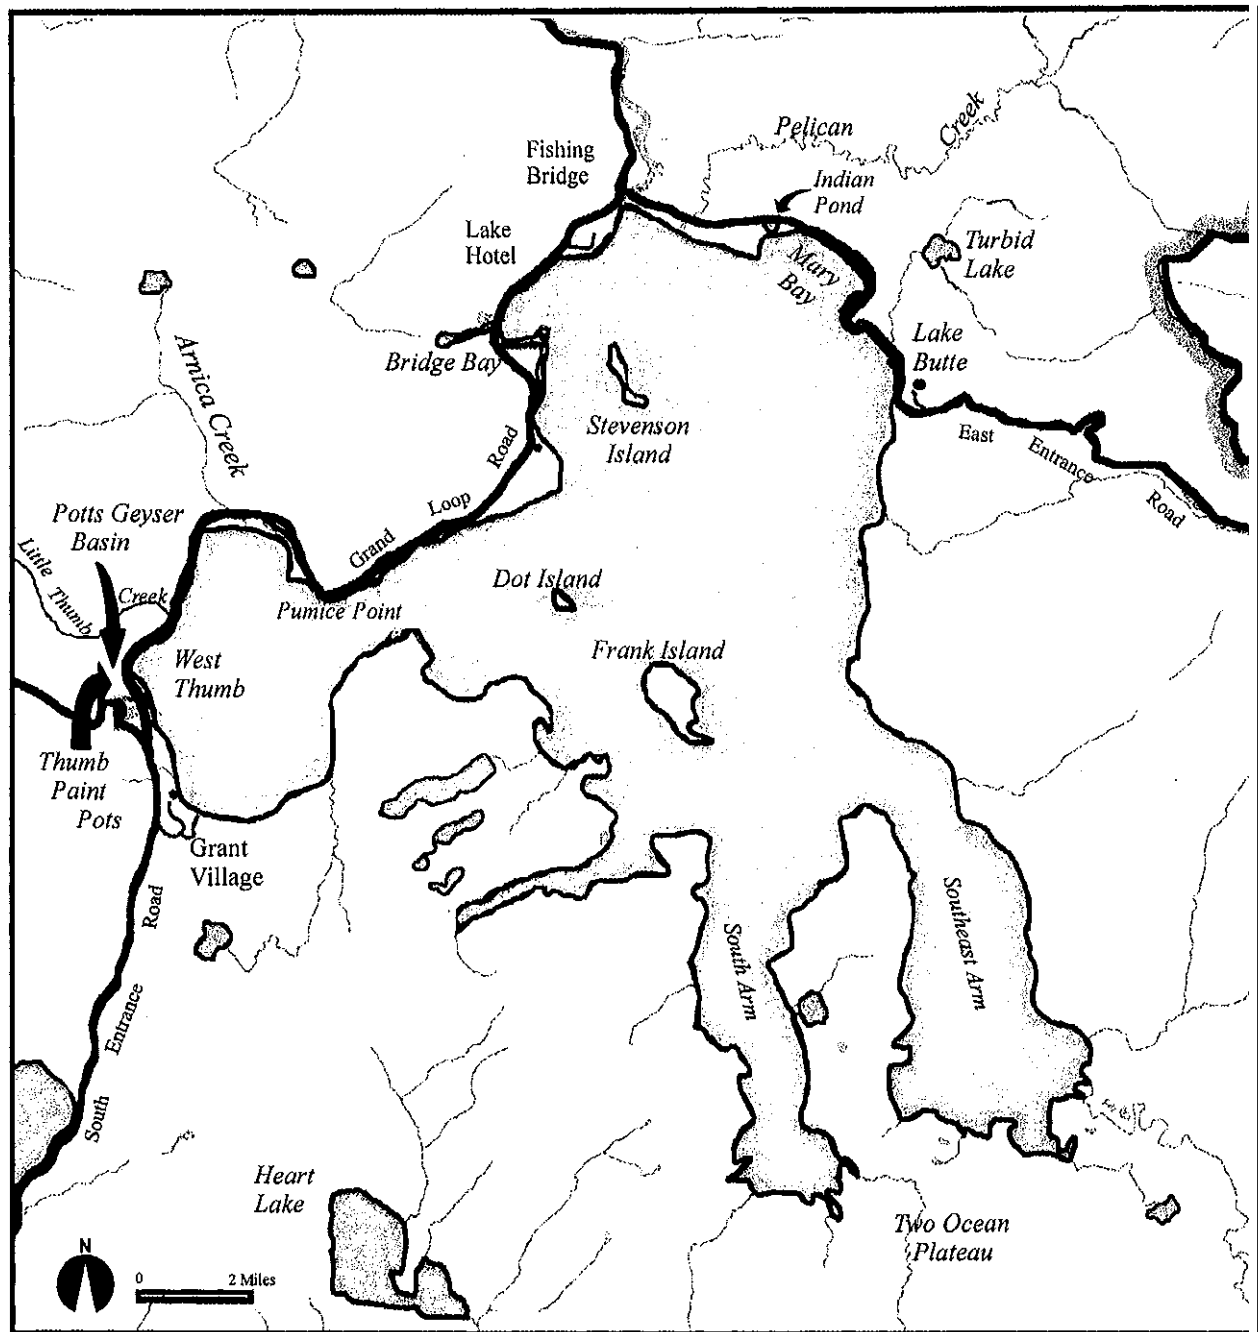 Pelican
Creek
Fishing
Bridge
Indian
Pond
Lake
Hotel
Turbid
Lake
Mary
Bay
Lake
Butte
Bridge Bay
Arnica Creek
Stevenson
Island
East
Entrance
Road
Road
Loop
Grand
Potts Geyser
Basin
Little
Thumb
Creek
Dot Island
Pumice Point
Frank Island
West
Thumb
Thumb
Paint
Pots
Grant
Village
Road
Entrance
South
South Arm
Southeast Arm
Heart
Lake
Two Ocean
Plateau
N
0
2 Miles